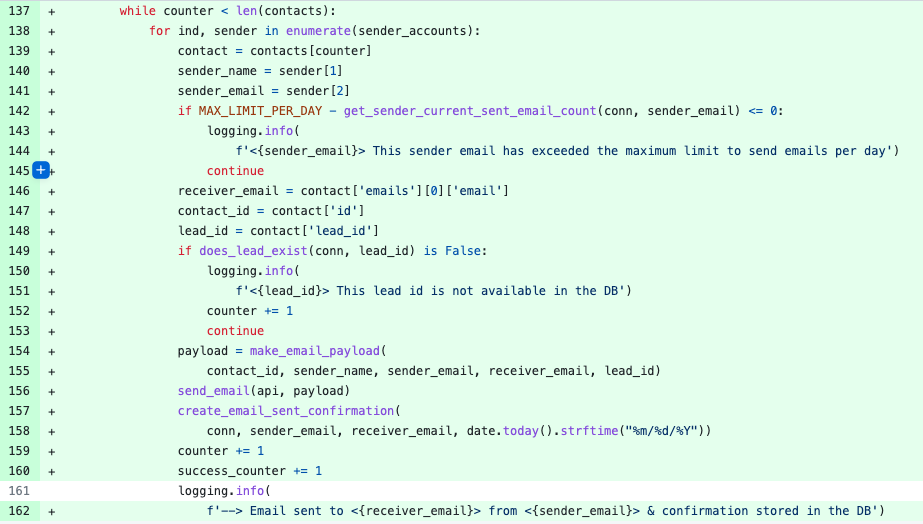 137 + while counter < len(contacts):
138 + for ind, sender in enumerate(sender_accounts):
139 + contact = contacts[counter]
140 + sender_name = sender[1]
141 + sender_email = sender[2]
142 + if MAX_LIMIT_PER_DAY - get_sender_current_sent_email_count(conn, sender_email) <= 0:
143 + logging.info(
144 + f'<{sender_email}> This sender email has exceeded the maximum limit to send emails per day')
145 + continue
146 + receiver_email = contact['emails'][0]['email']
147 + contact_id = contact['id']
148 + lead_id = contact['lead_id']
149 + if does_lead_exist(conn, lead_id) is False:
150 + logging.info(
151 + f'<{lead_id}> This lead id is not available in the DB')
152 + counter += 1
153 + continue
154 + payload = make_email_payload(
155 + contact_id, sender_name, sender_email, receiver_email, lead_id)
156 + send_email(api, payload)
157 + create_email_sent_confirmation(
158 + conn, sender_email, receiver_email, date.today().strftime("%m/%d/%Y"))
159 + counter += 1
160 + success_counter += 1
161 logging.info(
162 + f'--> Email sent to <{receiver_email}> from <{sender_email}> & confirmation stored in the DB')